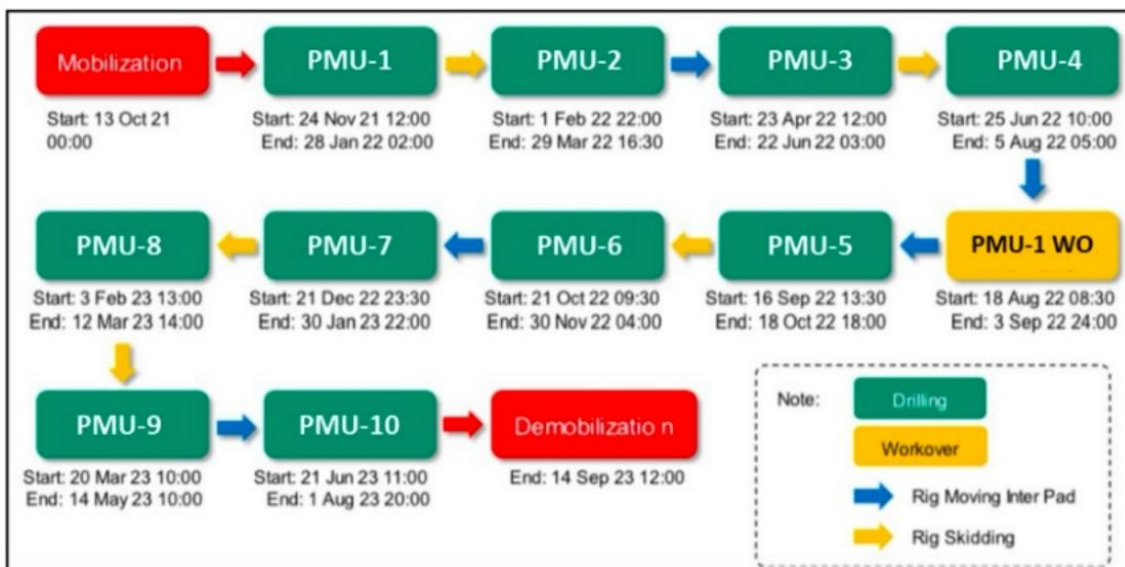 Mobilization
Start: 13 Oct 21
00:00
PMU-1
Start: 24 Nov 21 12:00
End: 28 Jan 22 02:00
PMU-2
Start: 1 Feb 22 22:00
End: 29 Mar 22 16:30
PMU-3
Start: 23 Apr 22 12:00
End: 22 Jun 22 03:00
PMU-4
Start: 25 Jun 22 10:00
End: 5 Aug 22 05:00
PMU-8
Start: 3 Feb 23 13:00
End: 12 Mar 23 14:00
PMU-7
Start: 21 Dec 22 23:30
End: 30 Jan 23 22:00
PMU-6
Start: 21 Oct 22 09:30
End: 30 Nov 22 04:00
PMU-5
Start: 16 Sep 22 13:30
End: 18 Oct 22 18:00
PMU-1 WO
Start: 18 Aug 22 08:30
End: 3 Sep 22 24:00
PMU-9
Start: 20 Mar 23 10:00
End: 14 May 23 10:00
PMU-10
Start: 21 Jun 23 11:00
End: 1 Aug 23 20:00
Demobilizatio n
End: 14 Sep 23 12:00
Note:
Drilling
Workover
Rig Moving Inter Pad
Rig Skidding